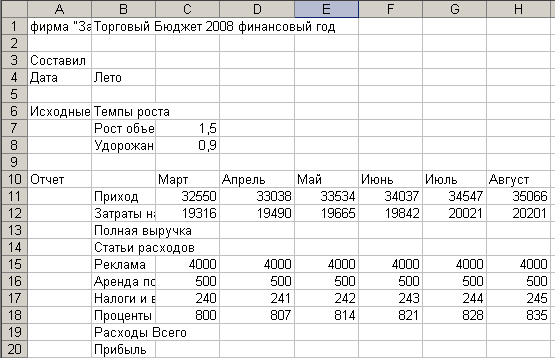 A B C D E F G H
1 фирма "За Торговый Бюджет 2008 финансовый год
2
3 Составил
4 Дата Лето
5
6 Исходные Темпы роста
7 Рост объе 1,5
8 Удорожан 0,9
9
10 Отчет Март Апрель Май Июнь Июль Август
11 Приход 32550 33038 33534 34037 34547 35066
12 Затраты на 19316 19490 19665 19842 20021 20201
13 Полная выручка
14 Статьи расходов
15 Реклама 4000 4000 4000 4000 4000 4000
16 Аренда по 500 500 500 500 500 500
17 Налоги и в 240 241 242 243 244 245
18 Проценты 800 807 814 821 828 835
19 Расходы Всего
20 Прибыль